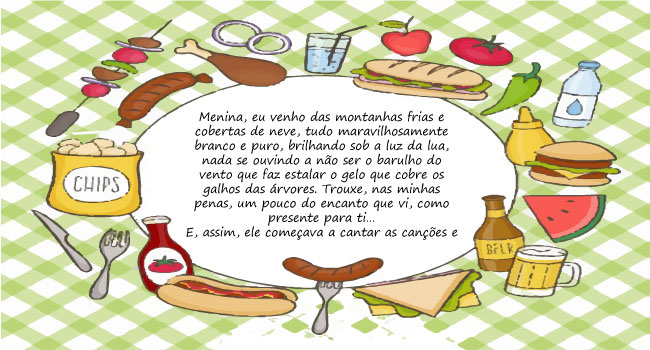 Menina, eu venho das montanhas frias e
cobertas de neve, tudo maravilhosamente
branco e puro, brilhando sob a luz da lua,
nada se ouvindo a não ser o barulho do
vento que faz estalar o gelo que cobre os
galhos das árvores. Trouxe, nas minhas
penas, um pouco do encanto que vi, como
presente para ti...
E, assim, ele começava a cantar as canções e
CHIPS
BEER